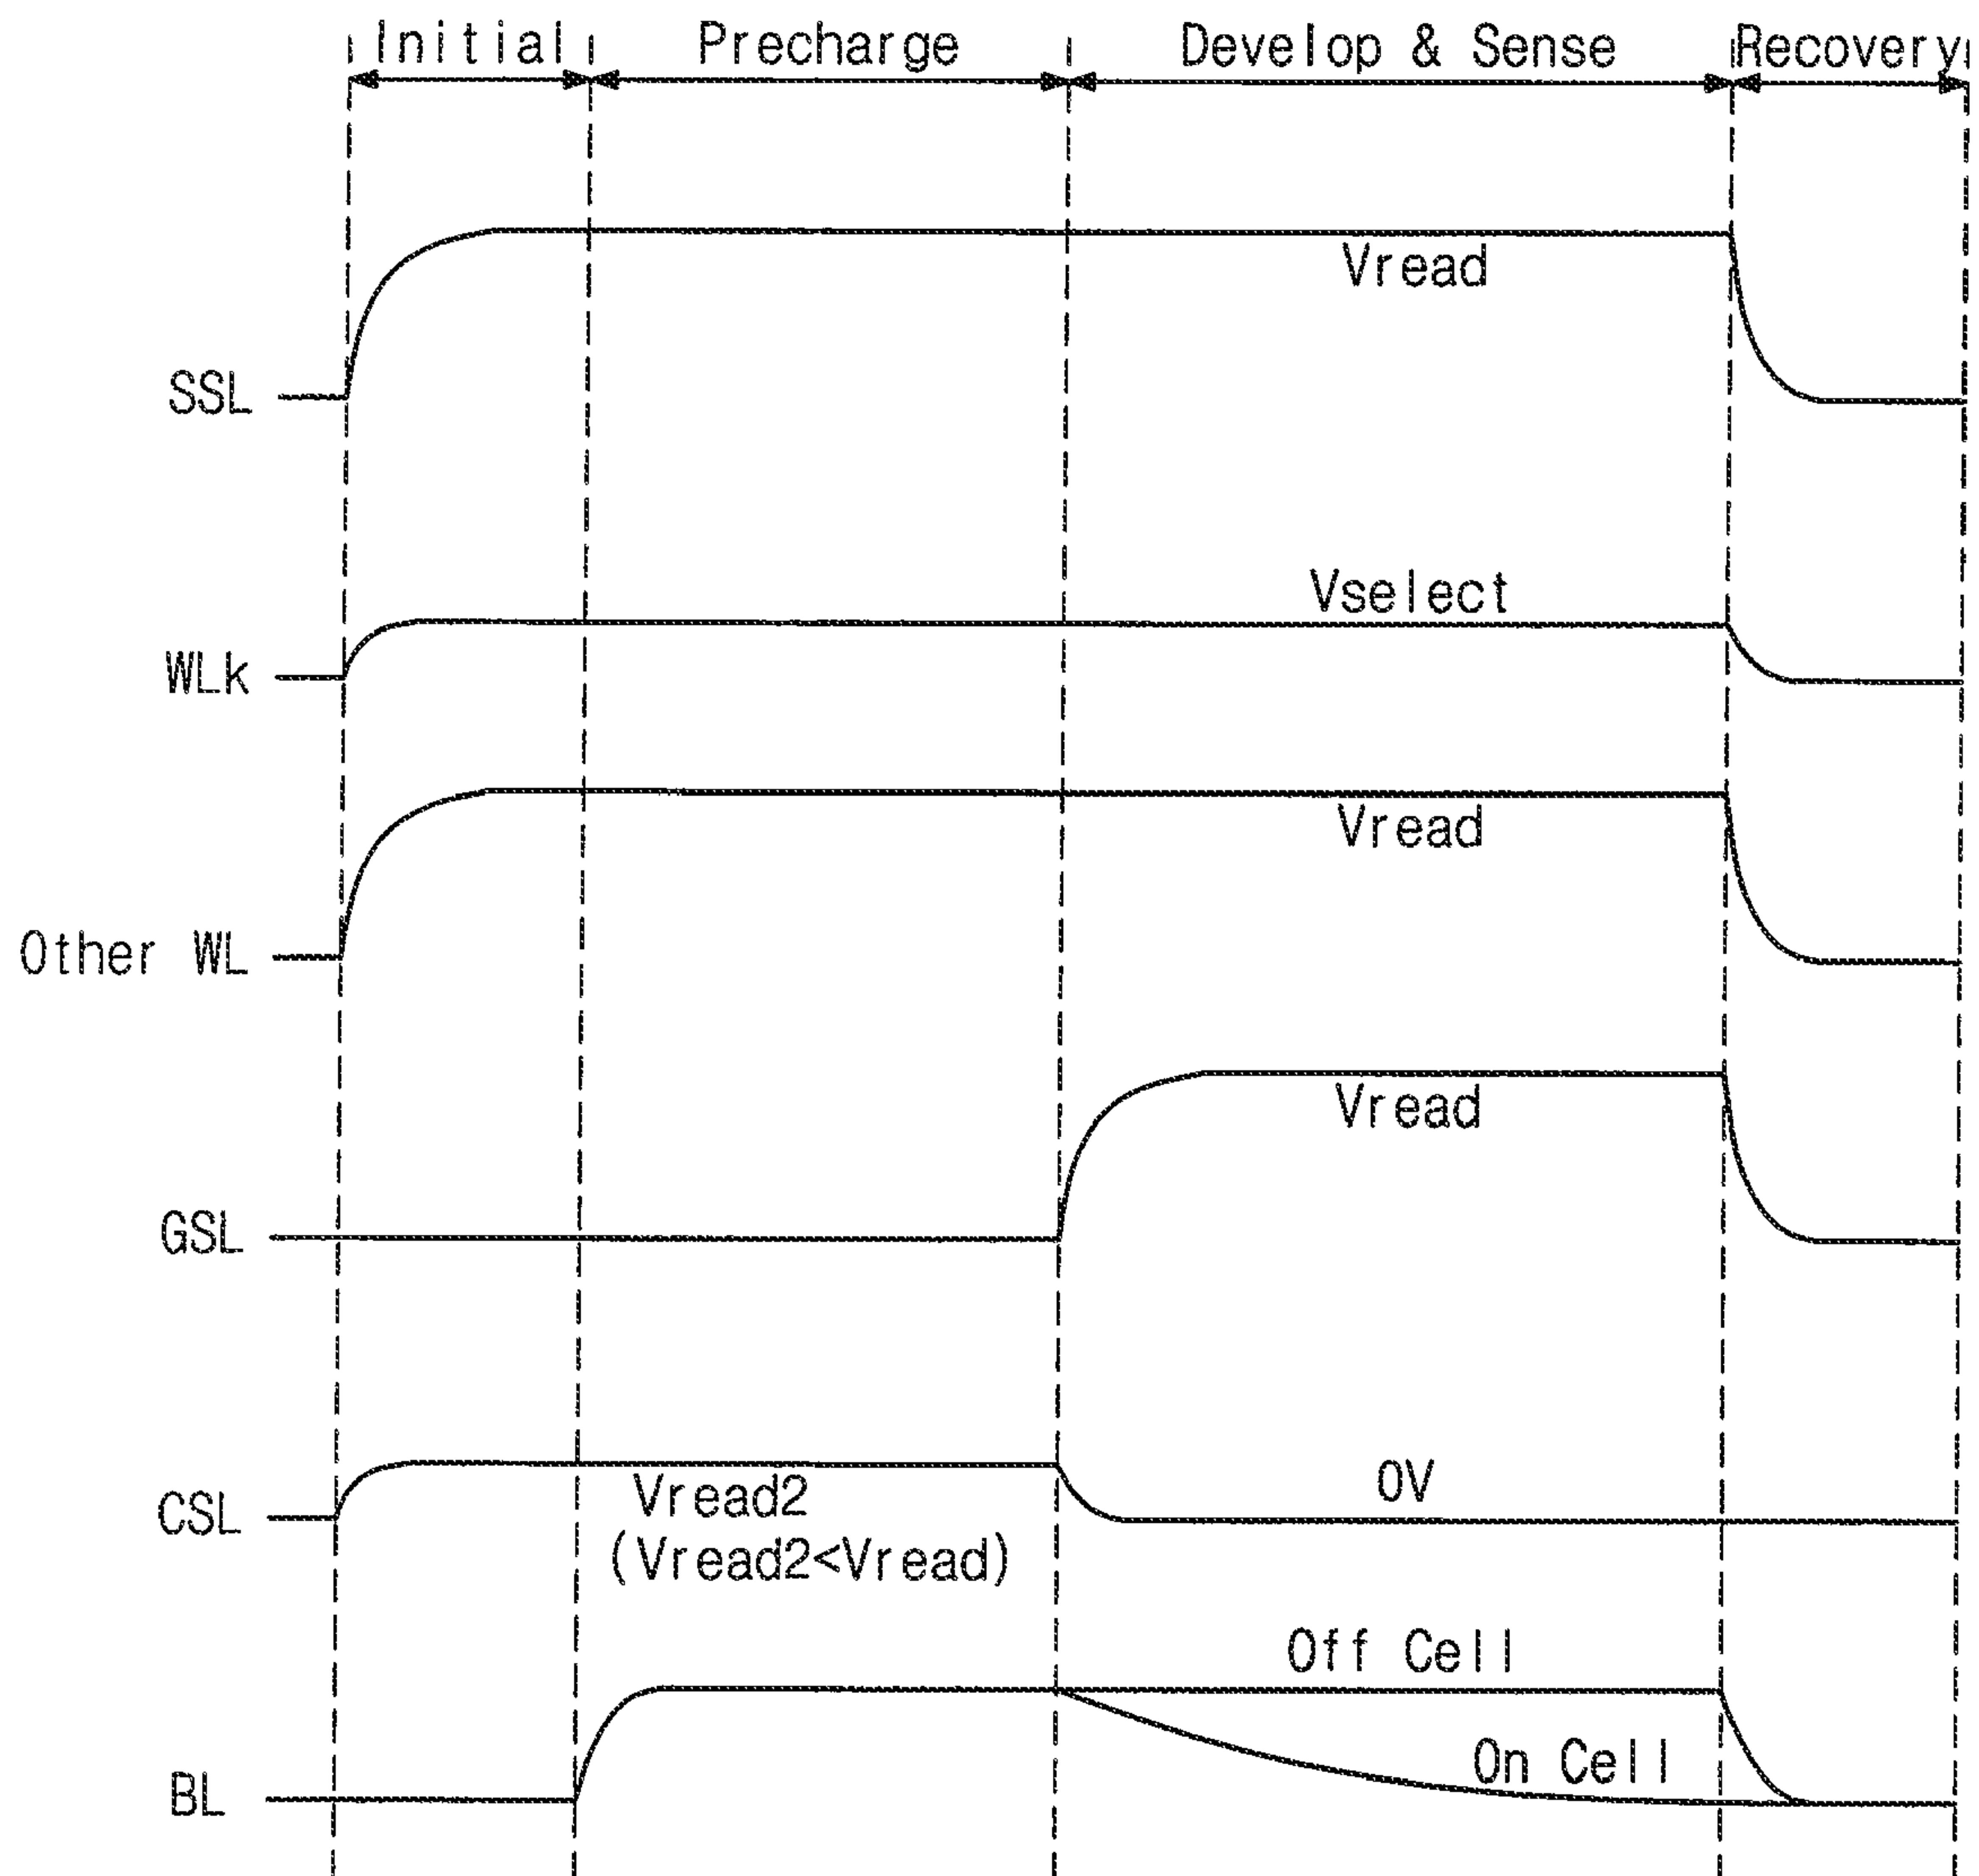 Initial Precharge Develop & Sense Recovery
Vread
SSL
Vselect
WLk
Vread
Other WL
Vread
GSL
0V
Vread2
CSL
(Vread2<Vread)
Off Cell
On Cell
BL